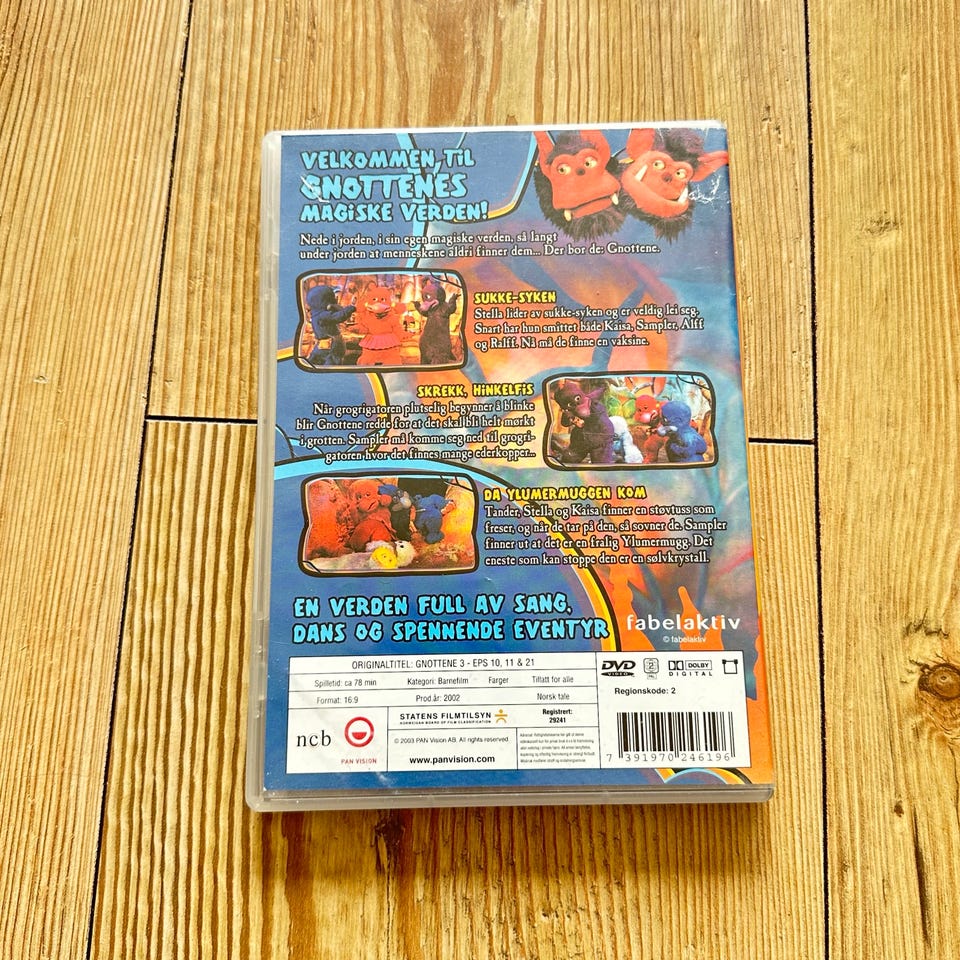 VELKOMMEN TIL
GNOTTENES
MAGISKE VERDEN!
Nede i jorden, i sin egen magiske verden, så langt
under jorden at menneskene aldri finner dem... Der bor de: Gnottene.
SUKKE-SYKEN
Stella lider av sukke-syken og er veldig lei seg.
Snart har hun smittet både Kaisa, Sampler, Alff
og Ralff. Nå må de finne en vaksine.
SKREKK, HINKELFIS
Når grogrigatoren plutselig begynner å blinke
blir Gnottene redde for at det skal bli helt mørkt
i grotten. Sampler må komme seg ned til grogri-
gatoren hvor det finnes mange ederkopper...
DA YLUMERMUGGEN KOM
Tander, Stella og Kaisa finner en støvtuss som
freser, og når de tar på den, så sovner de. Sampler
finner ut at det er en fralig Ylumermugg. Det
eneste som kan stoppe den er en sølvkrystall.
EN VERDEN FULL AV SANG,
DANS OG SPENNENDE EVENTYR
fabelaktiv
© fabelaktiv
ORIGINALTITEL: GNOTTENE 3 - EPS 10, 11 & 21
Spilletid: ca 78 min Kategori: Barnefilm Farger Tillatt for alle
Format: 16:9 Prod.år: 2002 Norsk tale
DVD VIDEO 2 PAL DOLBY DIGITAL
Regionskode: 2
ncb
PAN VISION
STATENS FILMTILSYN
NORWEGIAN BOARD OF FILM CLASSIFICATION
Registrert:
29241
© 2003 PAN Vision AB. All rights reserved.
www.panvision.com
7 391970 246196